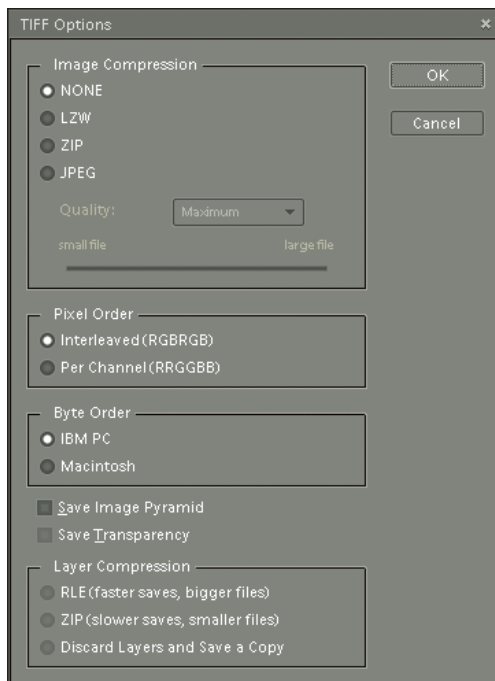 TIFF Options
Image Compression
OK
NONE
LZW
Cancel
ZIP
JPEG
Quality: Maximum
small file large file
Pixel Order
Interleaved (RGBRGB)
Per Channel (RRGGBB)
Byte Order
IBM PC
Macintosh
Save Image Pyramid
Save Transparency
Layer Compression
RLE (faster saves, bigger files)
ZIP (slower saves, smaller files)
Discard Layers and Save a Copy